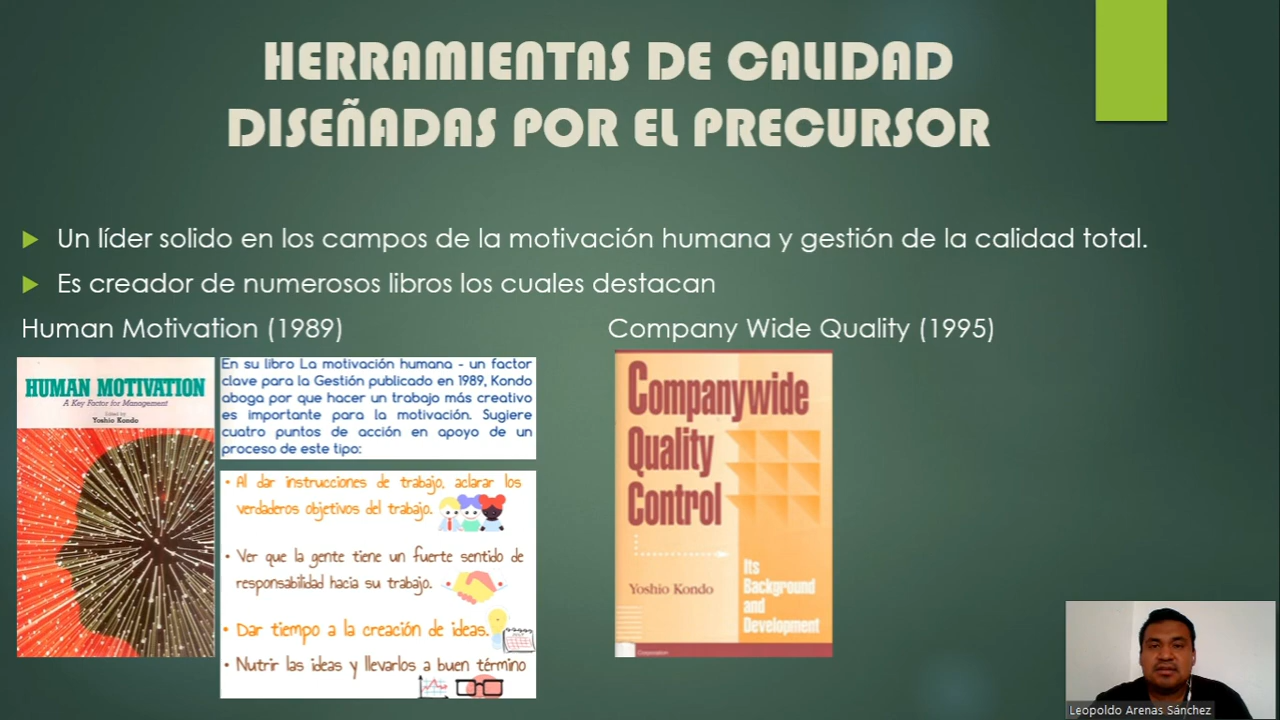 HERRAMIENTAS DE CALIDAD
DISEÑADAS POR EL PRECURSOR
Un líder solido en los campos de la motivación humana y gestión de la calidad total.
Es creador de numerosos libros los cuales destacan
Human Motivation (1989)
HUMAN MOTIVATION
A Key Factor for Management
Edited by
Yoshio Kondo
En su libro La motivación humana - un factor
clave para la Gestión publicado en 1989, Kondo
aboga por que hacer un trabajo más creativo
es importante para la motivación. Sugiere
cuatro puntos de acción en apoyo de un
proceso de este tipo:
• Al dar instrucciones de trabajo, aclarar los
verdaderos objetivos del trabajo.
• Ver que la gente tiene un fuerte sentido de
responsabilidad hacia su trabajo.
• Dar tiempo a la creación de ideas.
• Nutrir las ideas y llevarlos a buen término
Company Wide Quality (1995)
Companywide
Quality
Control
Its
Background
and
Development
Yoshio Kondo
Corporation
Leopoldo Arenas Sánchez